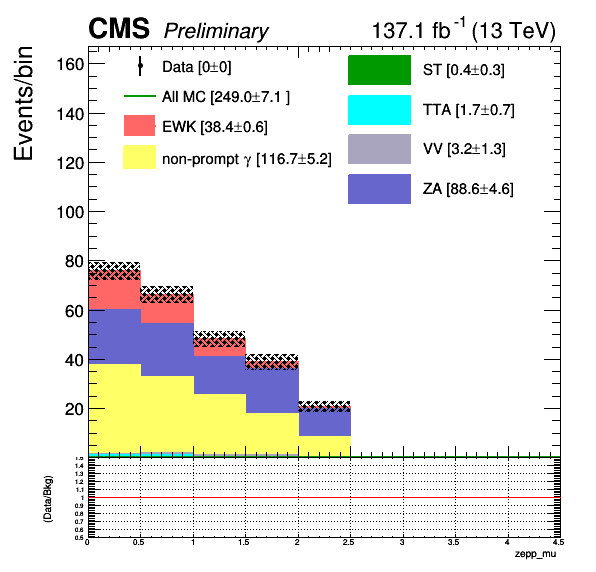 CMS Preliminary 137.1 fb⁻¹ (13 TeV)
Events/bin
160
140
120
100
80
60
40
20
Data [0±0]
All MC [249.0±7.1 ]
EWK [38.4±0.6]
non-prompt γ [116.7±5.2]
ST [0.4±0.3]
TTA [1.7±0.7]
VV [3.2±1.3]
ZA [88.6±4.6]
(Data/Bkg)
1.5
1.4
1.3
1.2
1.1
1
0.9
0.8
0.7
0.6
0.5
0 0.5 1 1.5 2 2.5 3 3.5 4 4.5
zepp_mu